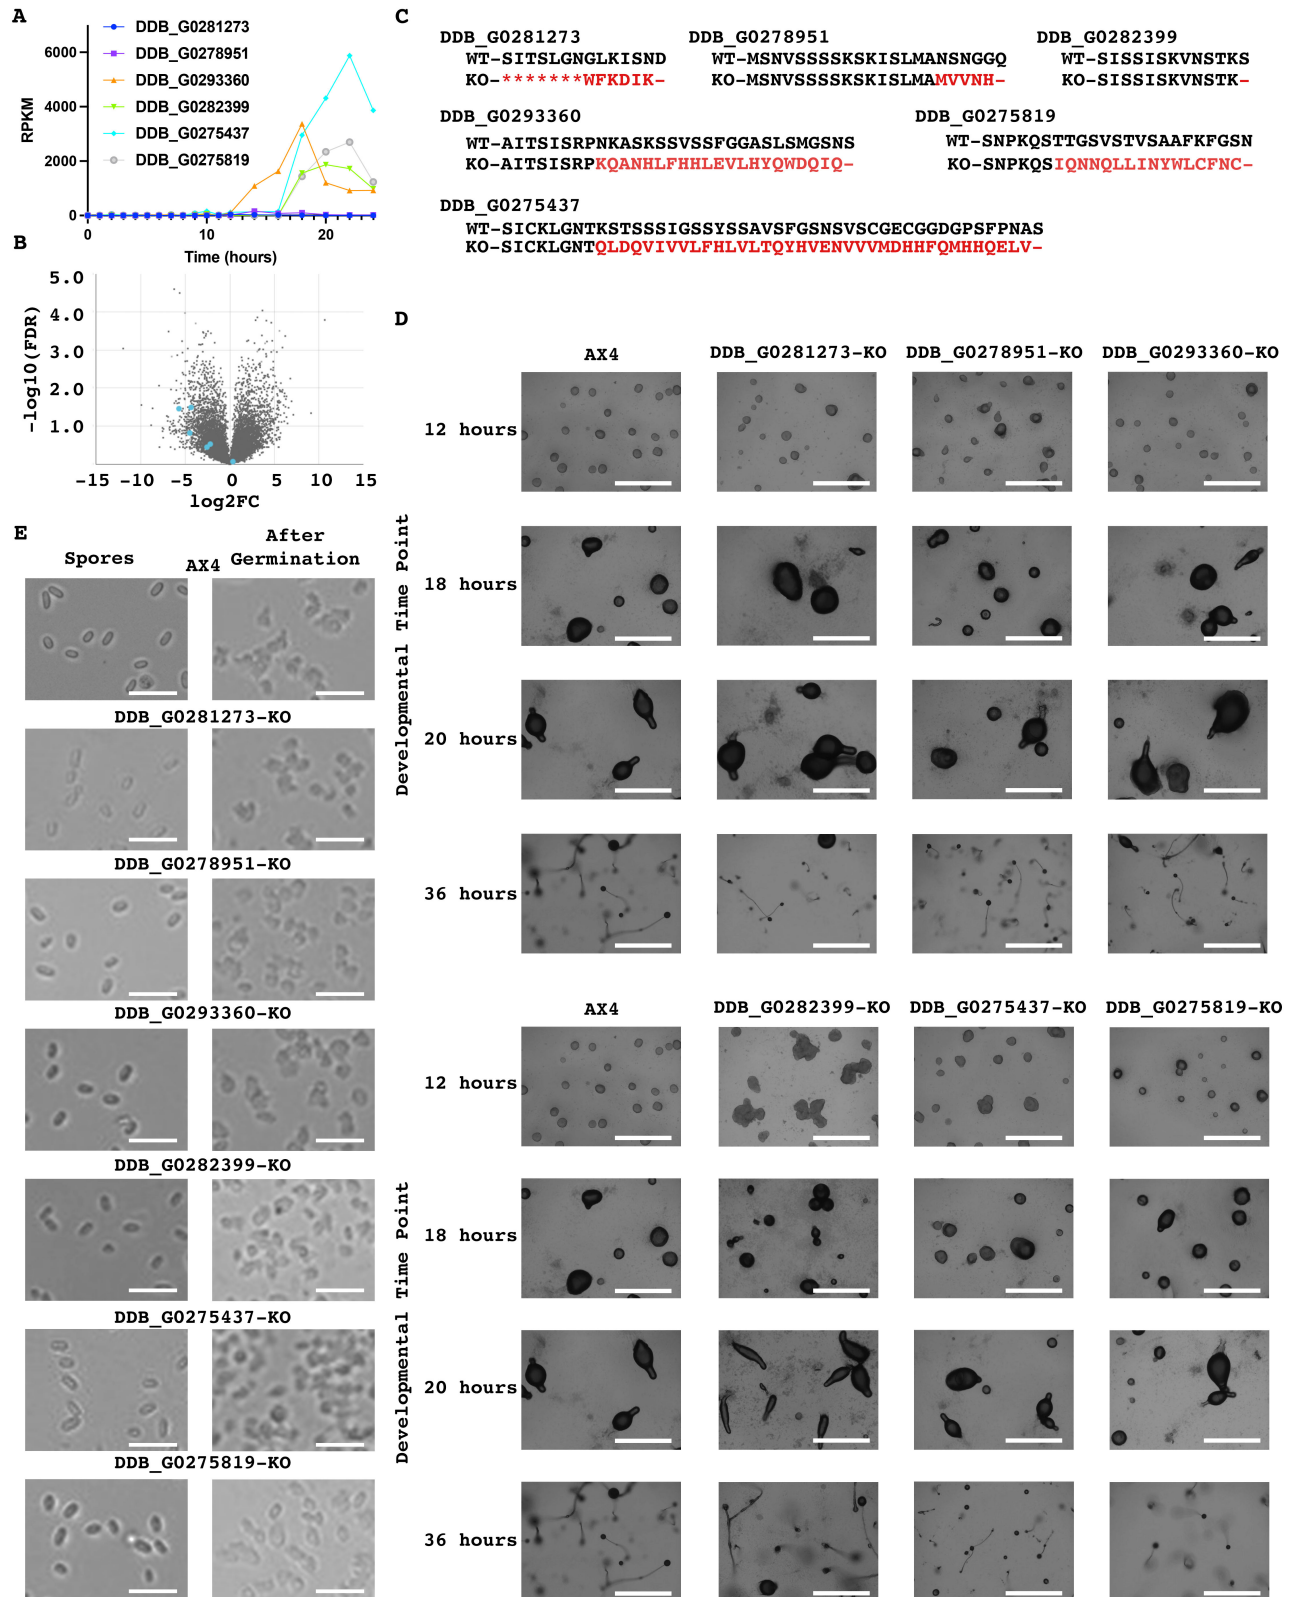 A
DDB_G0281273
DDB_G0278951
DDB_G0293360
DDB_G0282399
DDB_G0275437
DDB_G0275819
RPKM
6000
4000
2000
0
0 10 20
Time (hours)
B
5.0
4.0
3.0
2.0
1.0
-log10(FDR)
-15 -10 -5 0 5 10 15
log2FC
C
DDB_G0281273
WT-SITSLGNGLKISND
KO-*******WFKDIK-
DDB_G0278951
WT-MSNVSSSSKSKISLMANSNGGQ
KO-MSNVSSSSKSKISLMAMVVNH-
DDB_G0282399
WT-SISSISKVNSTKS
KO-SISSISKVNSTK-
DDB_G0293360
WT-AITSISRPNKASKSSVSSFGGASLSMGSNS
KO-AITSISRPKQANHLFHHLEVLHYQWDQIQ-
DDB_G0275819
WT-SNPKQSTTGSVSTVSAAFKFGSN
KO-SNPKQSIQNNQLLINYWLCFNC-
DDB_G0275437
WT-SICKLGNTKSTSSSIGSSYSSAVSFGSNSVSCGECGGDGPSFPNAS
KO-SICKLGNTQLDQVIVVLFHLVLTQYHVENVVVMDHHFQMHHQELV-
D
AX4 DDB_G0281273-KO DDB_G0278951-KO DDB_G0293360-KO
Developmental Time Point
12 hours
18 hours
20 hours
36 hours
AX4 DDB_G0282399-KO DDB_G0275437-KO DDB_G0275819-KO
Developmental Time Point
12 hours
18 hours
20 hours
36 hours
E
Spores
After
Germination
AX4
DDB_G0281273-KO
DDB_G0278951-KO
DDB_G0293360-KO
DDB_G0282399-KO
DDB_G0275437-KO
DDB_G0275819-KO